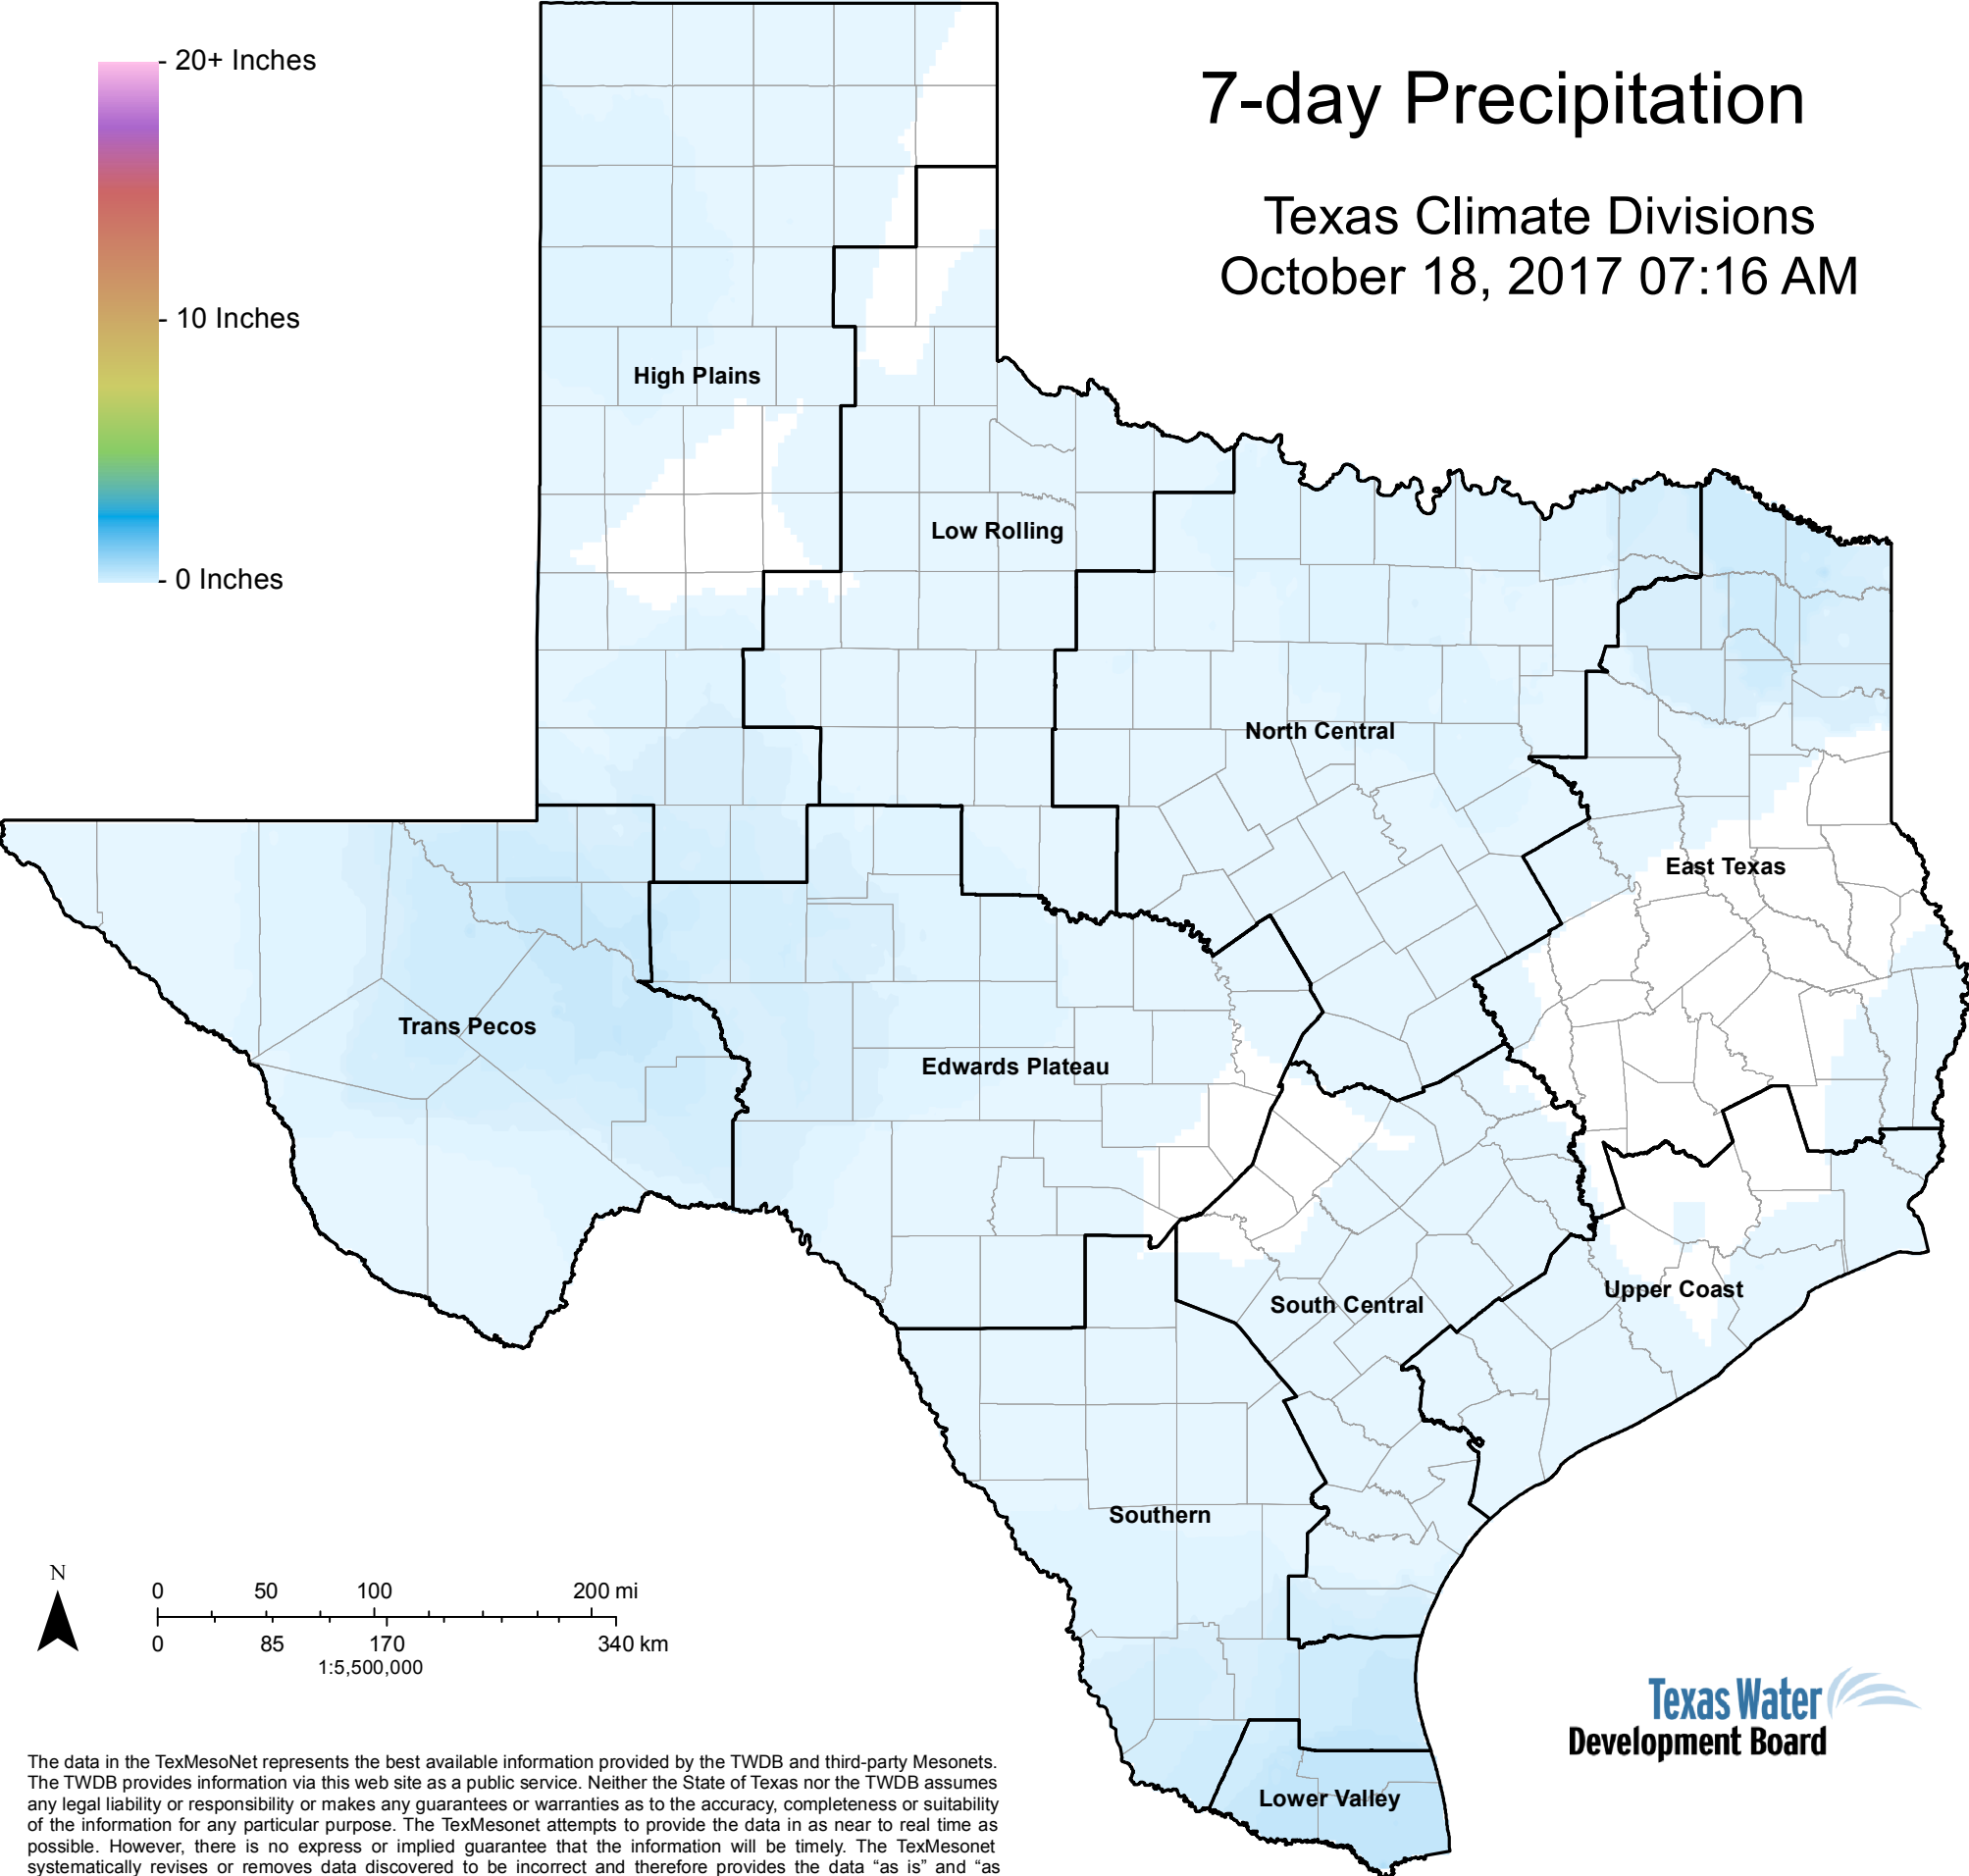 20+ Inches
10 Inches
0 Inches
7-day Precipitation
Texas Climate Divisions
October 18, 2017 07:16 AM
High Plains
Low Rolling
North Central
East Texas
Trans Pecos
Edwards Plateau
Upper Coast
South Central
Southern
Lower Valley
N
0 50 100 200 mi
0 85 170 340 km
1:5,500,000
Texas Water
Development Board
The data in the TexMesoNet represents the best available information provided by the TWDB and third-party Mesonets.
The TWDB provides information via this web site as a public service. Neither the State of Texas nor the TWDB assumes
any legal liability or responsibility or makes any guarantees or warranties as to the accuracy, completeness or suitability
of the information for any particular purpose. The TexMesonet attempts to provide the data in as near to real time as
possible. However, there is no express or implied guarantee that the information will be timely. The TexMesonet
systematically revises or removes data discovered to be incorrect and therefore provides the data “as is” and “as